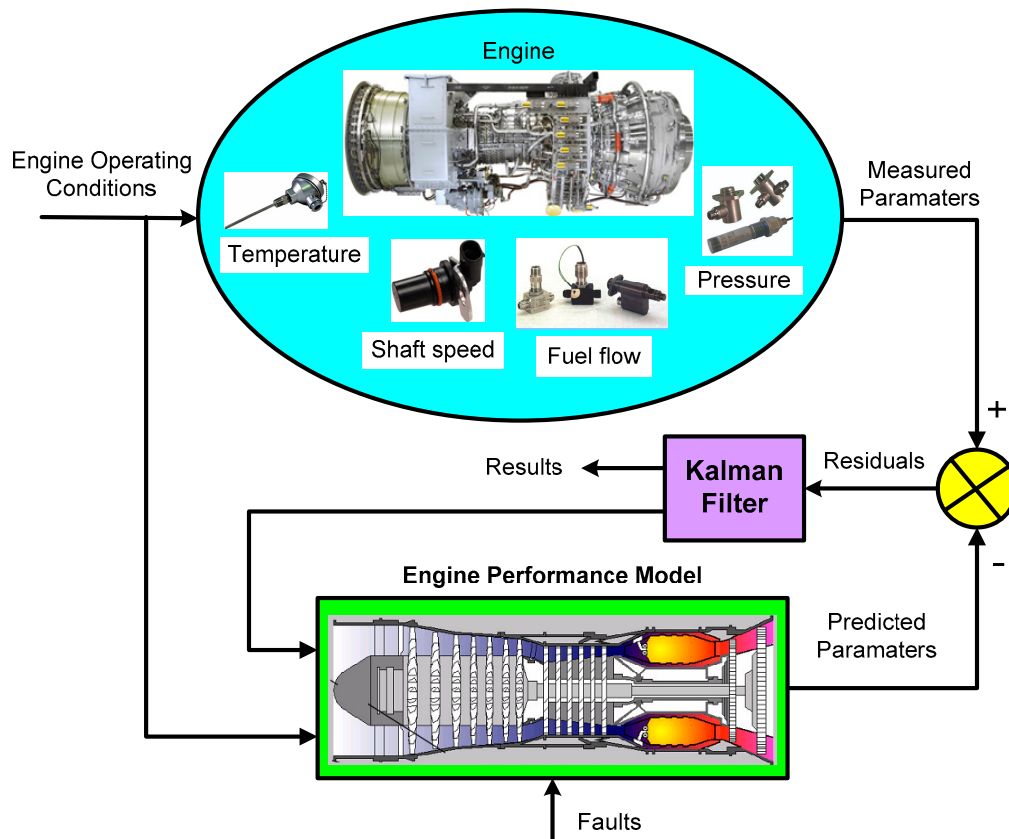 Engine
Engine Operating
Conditions
Measured
Paramaters
Temperature
Pressure
Shaft speed
Fuel flow
+
Results
Kalman
Filter
Residuals
-
Engine Performance Model
Predicted
Paramaters
Faults